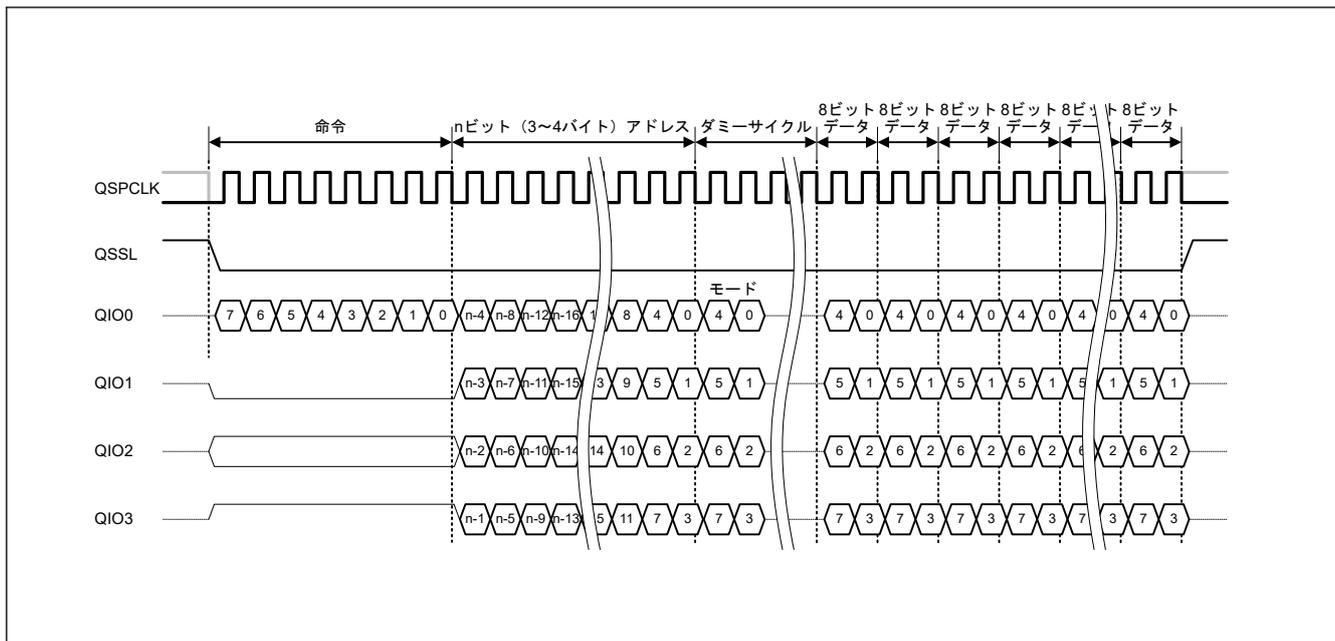 8ビット 8ビット 8ビット 8ビット 8ビット 8ビット
命令 nビット（3～4バイト）アドレス ダミーサイクル データ データ データ データ データ データ
QSPCLK
QSSL
モード
QIO0 7 6 5 4 3 2 1 0 n-4 n-8 n-12 n-16 8 4 0 4 0 4 0 4 0 4 0 4 0 4 0 4 0
QIO1 n-3 n-7 n-11 n-15 9 5 1 5 1 5 1 5 1 5 1 5 1 5 1 5 1
QIO2 n-2 n-6 n-10 n-14 14 10 6 2 6 2 6 2 6 2 6 2 6 2 6 2 6 2
QIO3 n-1 n-5 n-9 n-13 11 7 3 7 3 7 3 7 3 7 3 7 3 7 3 7 3